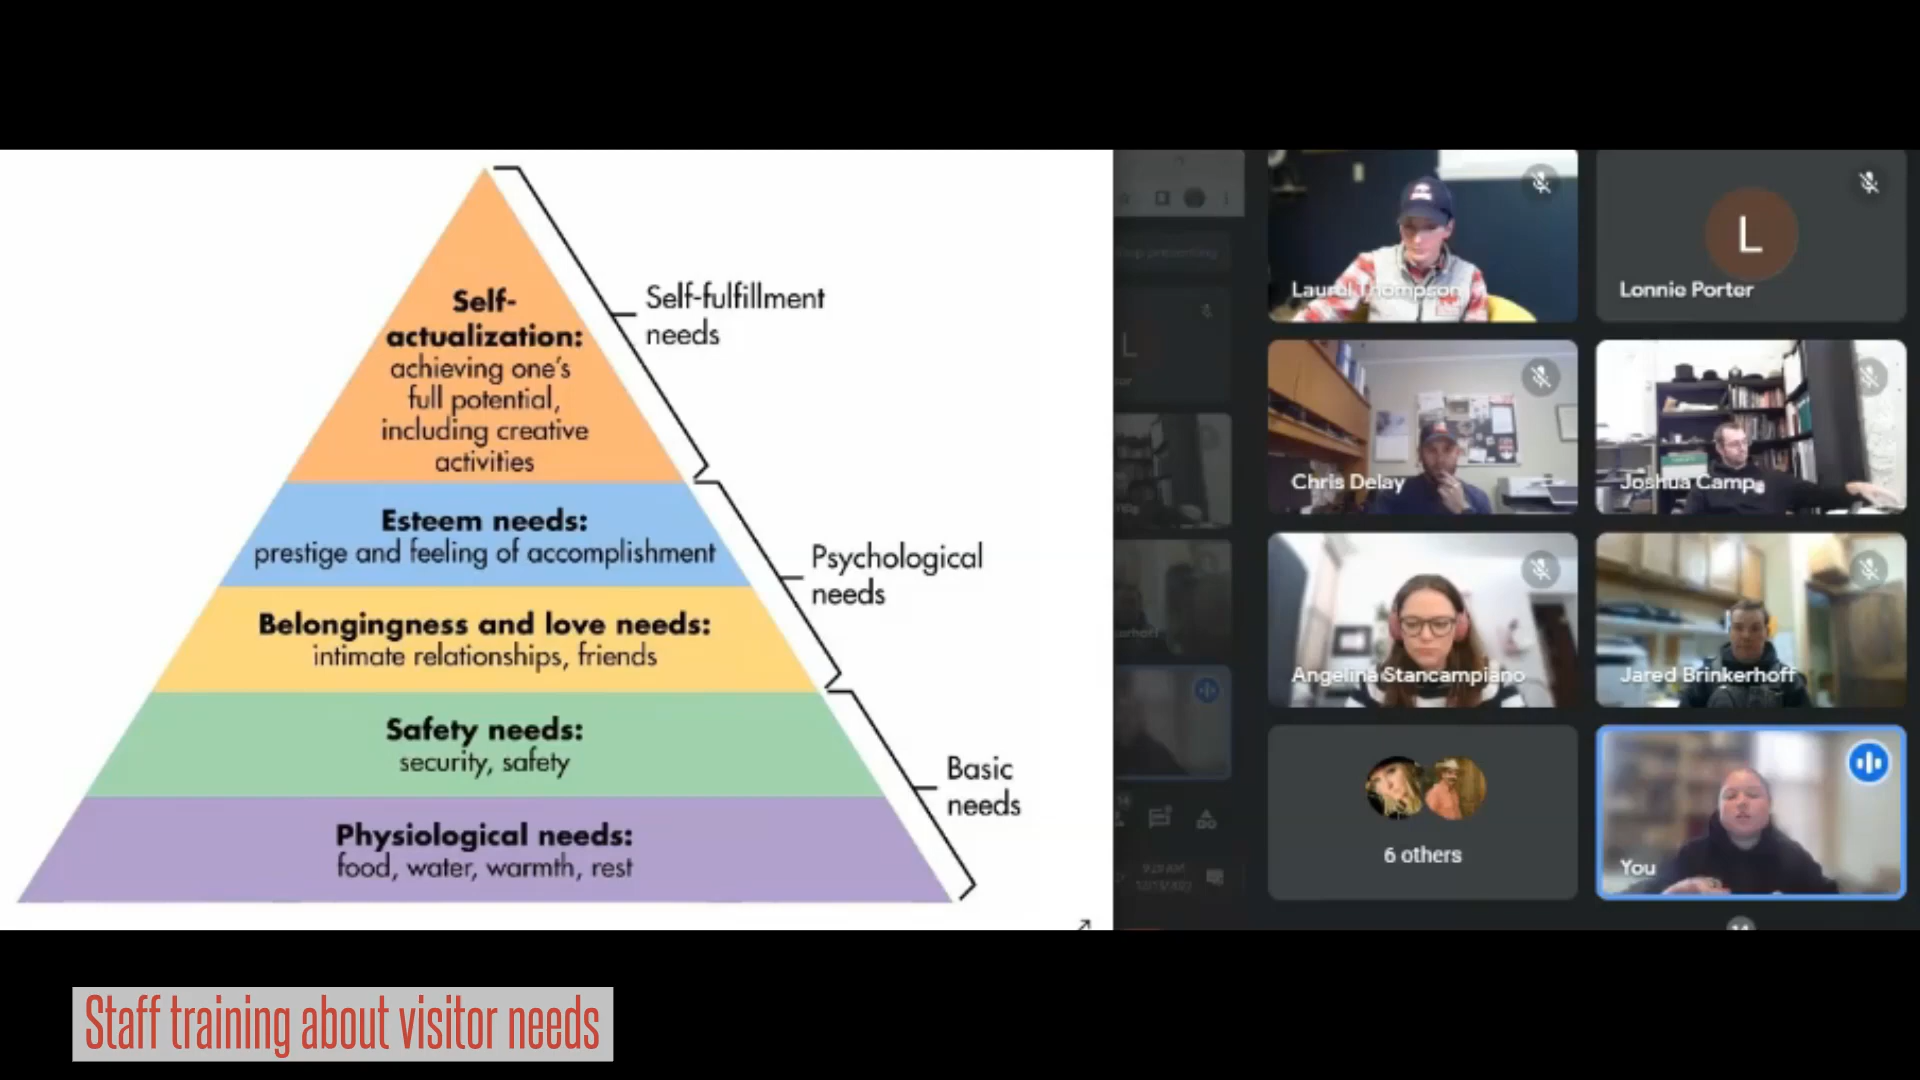 Self-
actualization:
achieving one's
full potential,
including creative
activities
Self-fulfillment
needs
Esteem needs:
prestige and feeling of accomplishment
Psychological
needs
Belongingness and love needs:
intimate relationships, friends
Safety needs:
security, safety
Basic
needs
Physiological needs:
food, water, warmth, rest
Laurel Thompson
L
Lonnie Porter
Chris Delay
Joshua Camp
Angelina Stancampiano
Jared Brinkerhoff
6 others
You
L
Staff training about visitor needs